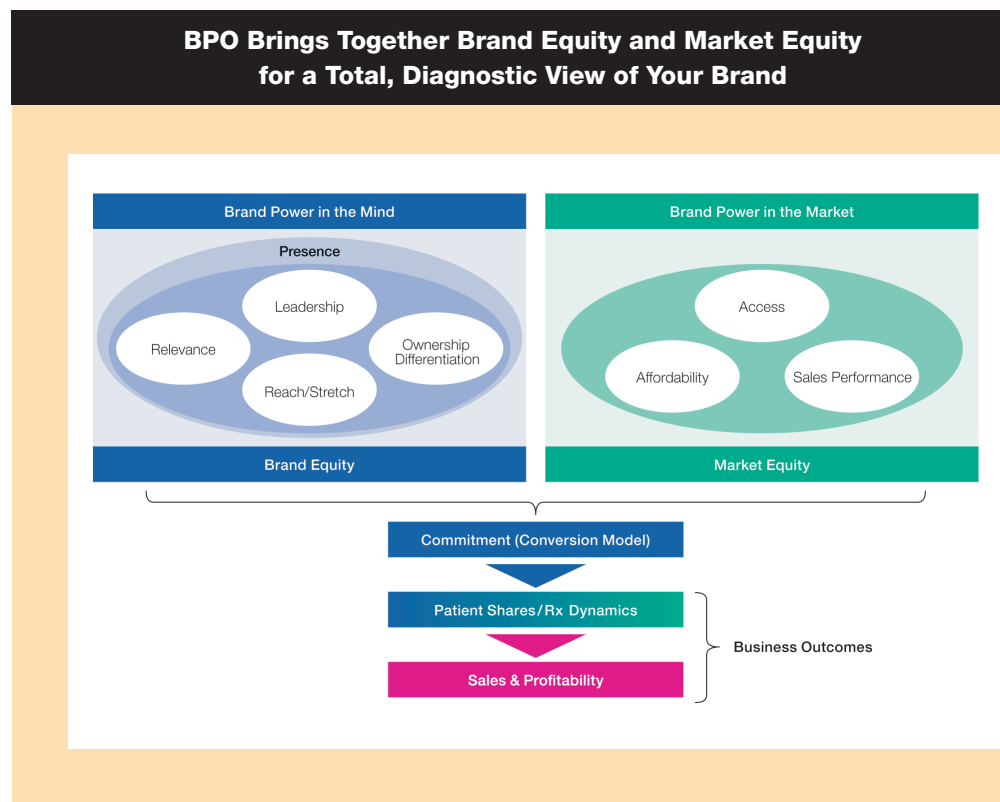 BPO Brings Together Brand Equity and Market Equity
for a Total, Diagnostic View of Your Brand
Brand Power in the Mind
Presence
Leadership
Relevance
Ownership
Differentiation
Reach/Stretch
Brand Equity
Brand Power in the Market
Access
Affordability
Sales Performance
Market Equity
Commitment (Conversion Model)
Patient Shares/Rx Dynamics
Sales & Profitability
Business Outcomes